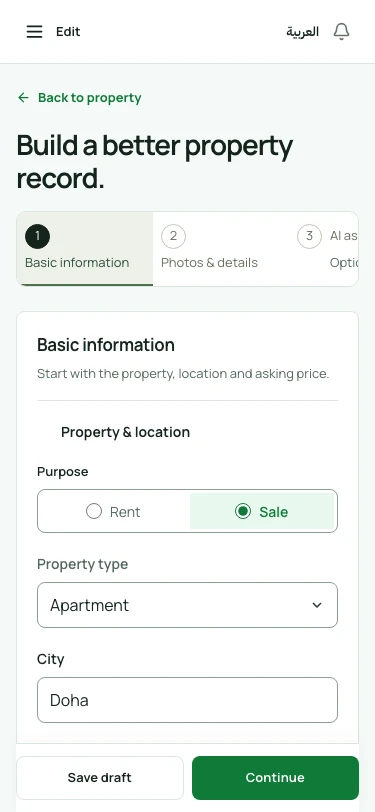 Edit
العربية
Back to property
Build a better property
record.
1
Basic information
2
Photos & details
3
AI as
Optic
Basic information
Start with the property, location and asking price.
Property & location
Purpose
Rent
Sale
Property type
Apartment
City
Doha
Save draft
Continue